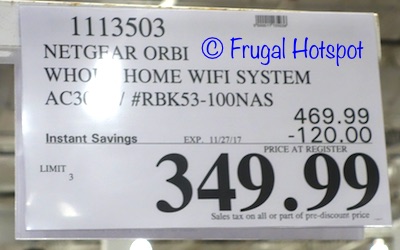 1113503
© Frugal Hotspot
NETGEAR ORBI
HOME WIFI SYSTEM
/ #RBK53-100NAS
469.99
Instant Savings EXP. 11/27/17 -120.00
PRICE AT REGISTER
LIMIT
3
349.99
Sales tax on all or part of pre-discount price